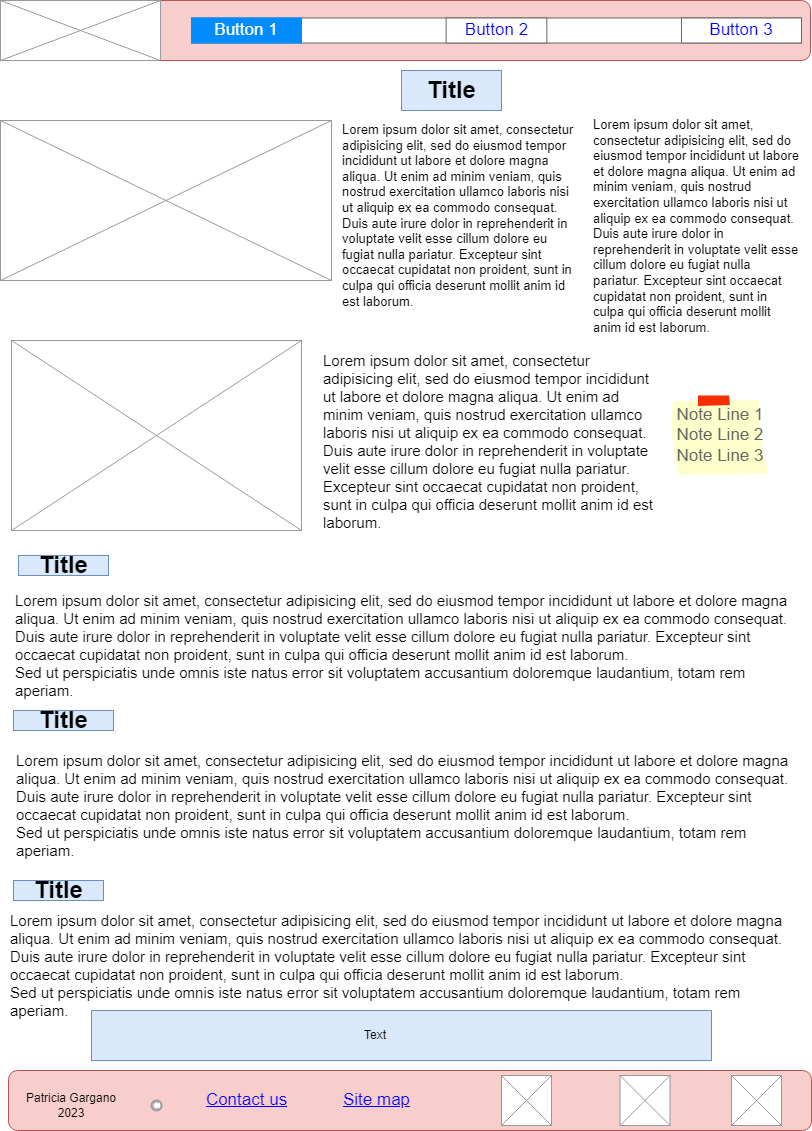 Button 1
Button 2
Button 3
Title
Lorem ipsum dolor sit amet, consectetur
adipisicing elit, sed do eiusmod tempor
incididunt ut labore et dolore magna
aliqua. Ut enim ad minim veniam, quis
nostrud exercitation ullamco laboris nisi
ut aliquip ex ea commodo consequat.
Duis aute irure dolor in reprehenderit in
voluptate velit esse cillum dolore eu
fugiat nulla pariatur. Excepteur sint
occaecat cupidatat non proident, sunt in
culpa qui officia deserunt mollit anim id
est laborum.
Lorem ipsum dolor sit amet,
consectetur adipisicing elit, sed do
eiusmod tempor incididunt ut labore
et dolore magna aliqua. Ut enim ad
minim veniam, quis nostrud
exercitation ullamco laboris nisi ut
aliquip ex ea commodo consequat.
Duis aute irure dolor in
reprehenderit in voluptate velit esse
cillum dolore eu fugiat nulla
pariatur. Excepteur sint occaecat
cupidatat non proident, sunt in
culpa qui officia deserunt mollit
anim id est laborum.
Lorem ipsum dolor sit amet, consectetur
adipisicing elit, sed do eiusmod tempor incididunt
ut labore et dolore magna aliqua. Ut enim ad
minim veniam, quis nostrud exercitation ullamco
laboris nisi ut aliquip ex ea commodo consequat.
Duis aute irure dolor in reprehenderit in voluptate
velit esse cillum dolore eu fugiat nulla pariatur.
Excepteur sint occaecat cupidatat non proident,
sunt in culpa qui officia deserunt mollit anim id est
laborum.
Note Line 1
Note Line 2
Note Line 3
Title
Lorem ipsum dolor sit amet, consectetur adipisicing elit, sed do eiusmod tempor incididunt ut labore et dolore magna
aliqua. Ut enim ad minim veniam, quis nostrud exercitation ullamco laboris nisi ut aliquip ex ea commodo consequat.
Duis aute irure dolor in reprehenderit in voluptate velit esse cillum dolore eu fugiat nulla pariatur. Excepteur sint
occaecat cupidatat non proident, sunt in culpa qui officia deserunt mollit anim id est laborum.
Sed ut perspiciatis unde omnis iste natus error sit voluptatem accusantium doloremque laudantium, totam rem
aperiam.
Title
Lorem ipsum dolor sit amet, consectetur adipisicing elit, sed do eiusmod tempor incididunt ut labore et dolore magna
aliqua. Ut enim ad minim veniam, quis nostrud exercitation ullamco laboris nisi ut aliquip ex ea commodo consequat.
Duis aute irure dolor in reprehenderit in voluptate velit esse cillum dolore eu fugiat nulla pariatur. Excepteur sint
occaecat cupidatat non proident, sunt in culpa qui officia deserunt mollit anim id est laborum.
Sed ut perspiciatis unde omnis iste natus error sit voluptatem accusantium doloremque laudantium, totam rem
aperiam.
Title
Lorem ipsum dolor sit amet, consectetur adipisicing elit, sed do eiusmod tempor incididunt ut labore et dolore magna
aliqua. Ut enim ad minim veniam, quis nostrud exercitation ullamco laboris nisi ut aliquip ex ea commodo consequat.
Duis aute irure dolor in reprehenderit in voluptate velit esse cillum dolore eu fugiat nulla pariatur. Excepteur sint
occaecat cupidatat non proident, sunt in culpa qui officia deserunt mollit anim id est laborum.
Sed ut perspiciatis unde omnis iste natus error sit voluptatem accusantium doloremque laudantium, totam rem
aperiam.
Text
Patricia Gargano
2023
Contact us
Site map